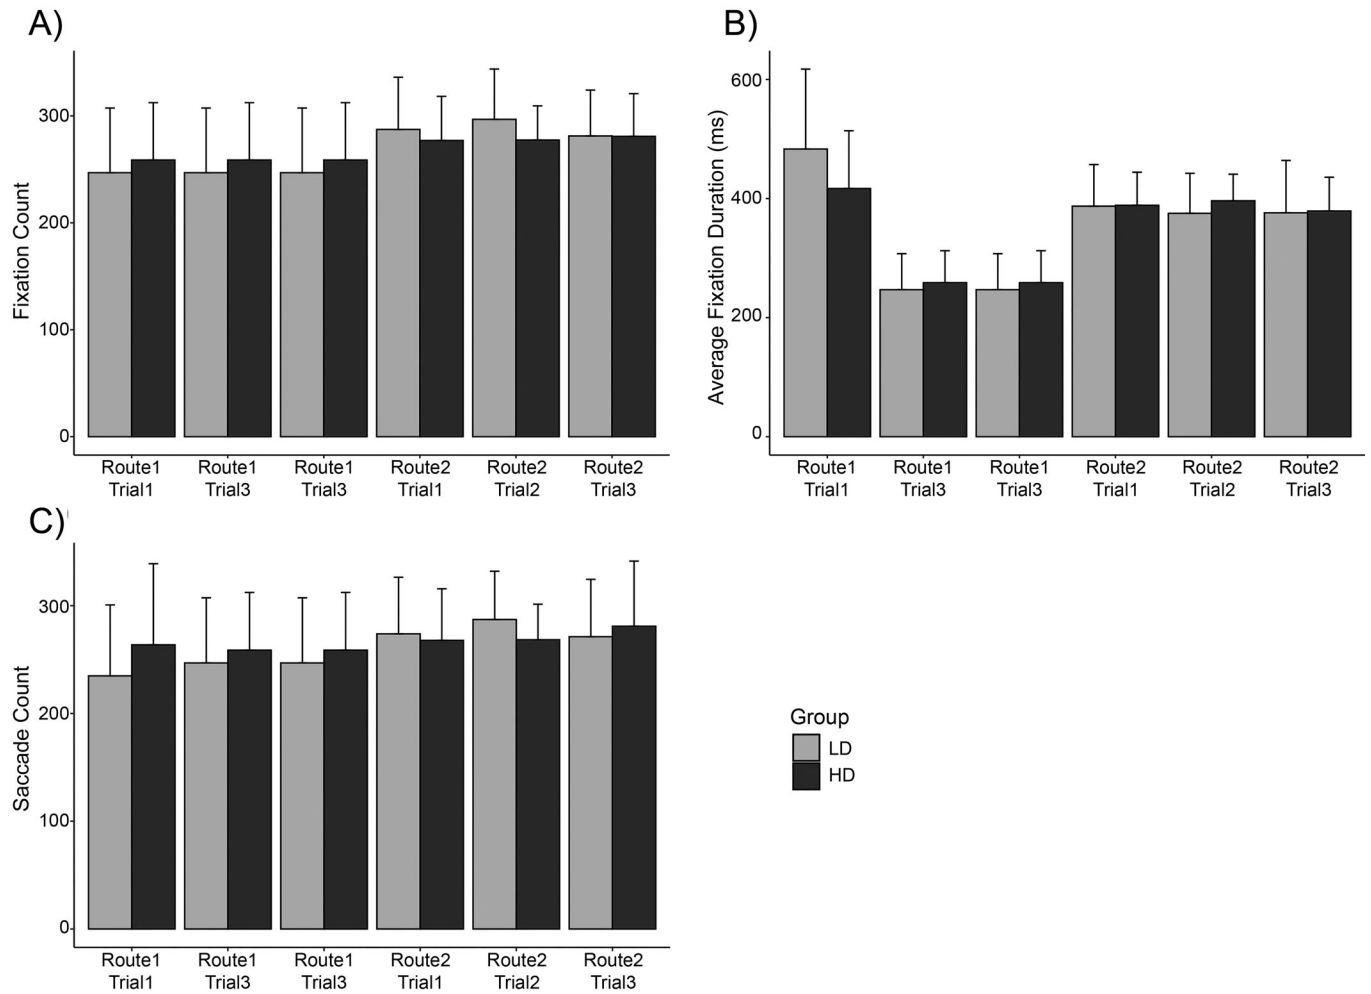 A)
Fixation Count
300
200
100
0
Route1 Route1 Route1 Route2 Route2 Route2
Trial1 Trial3 Trial3 Trial1 Trial2 Trial3
B)
Average Fixation Duration (ms)
600
400
200
0
Route1 Route1 Route1 Route2 Route2 Route2
Trial1 Trial3 Trial3 Trial1 Trial2 Trial3
C)
Saccade Count
300
200
100
0
Route1 Route1 Route1 Route2 Route2 Route2
Trial1 Trial3 Trial3 Trial1 Trial2 Trial3
Group
LD
HD